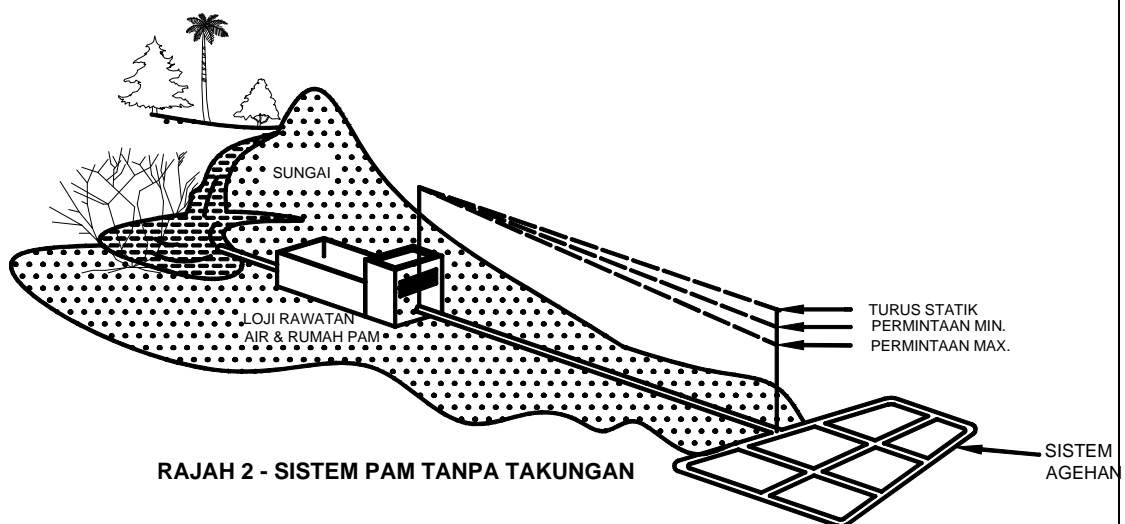 SUNGAI
LOJI RAWATAN
AIR & RUMAH PAM
TURUS STATIK
PERMINTAAN MIN.
PERMINTAAN MAX.
SISTEM
AGEHAN
RAJAH 2 - SISTEM PAM TANPA TAKUNGAN